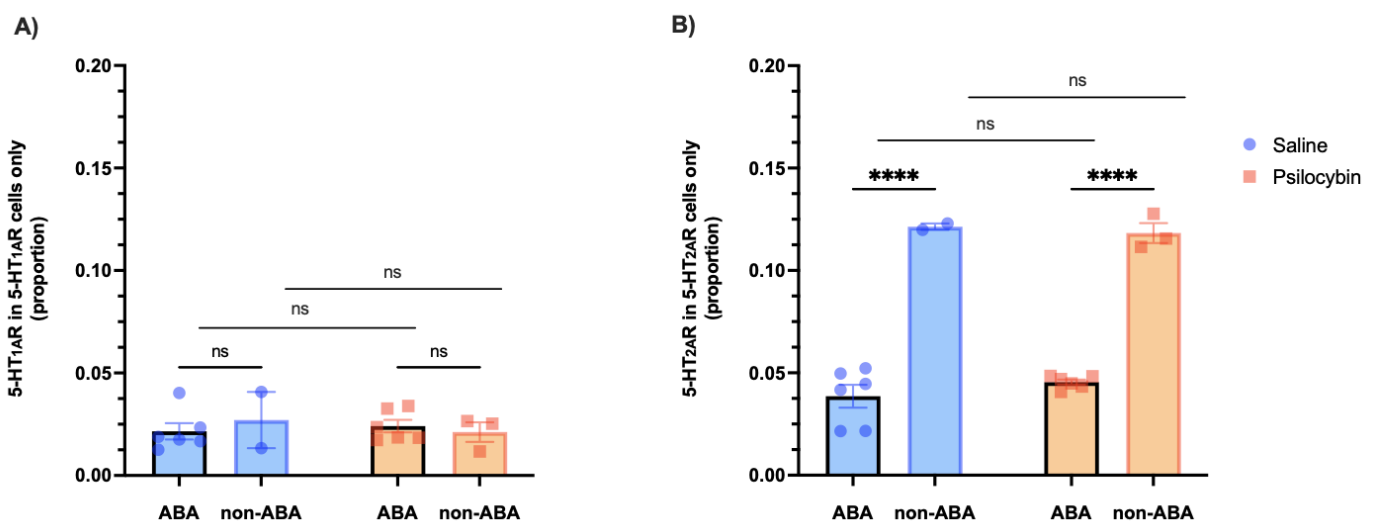 A)
5-HT1AR in 5-HT1AR cells only
(proportion)
0.20
0.15
0.10
0.05
0.00
ns
ns
ns
ns
ABA
non-ABA
ABA
non-ABA
B)
5-HT2AR in 5-HT2AR cells only
(proportion)
0.20
0.15
0.10
0.05
0.00
ns
ns
****
****
ABA
non-ABA
ABA
non-ABA
Saline
Psilocybin